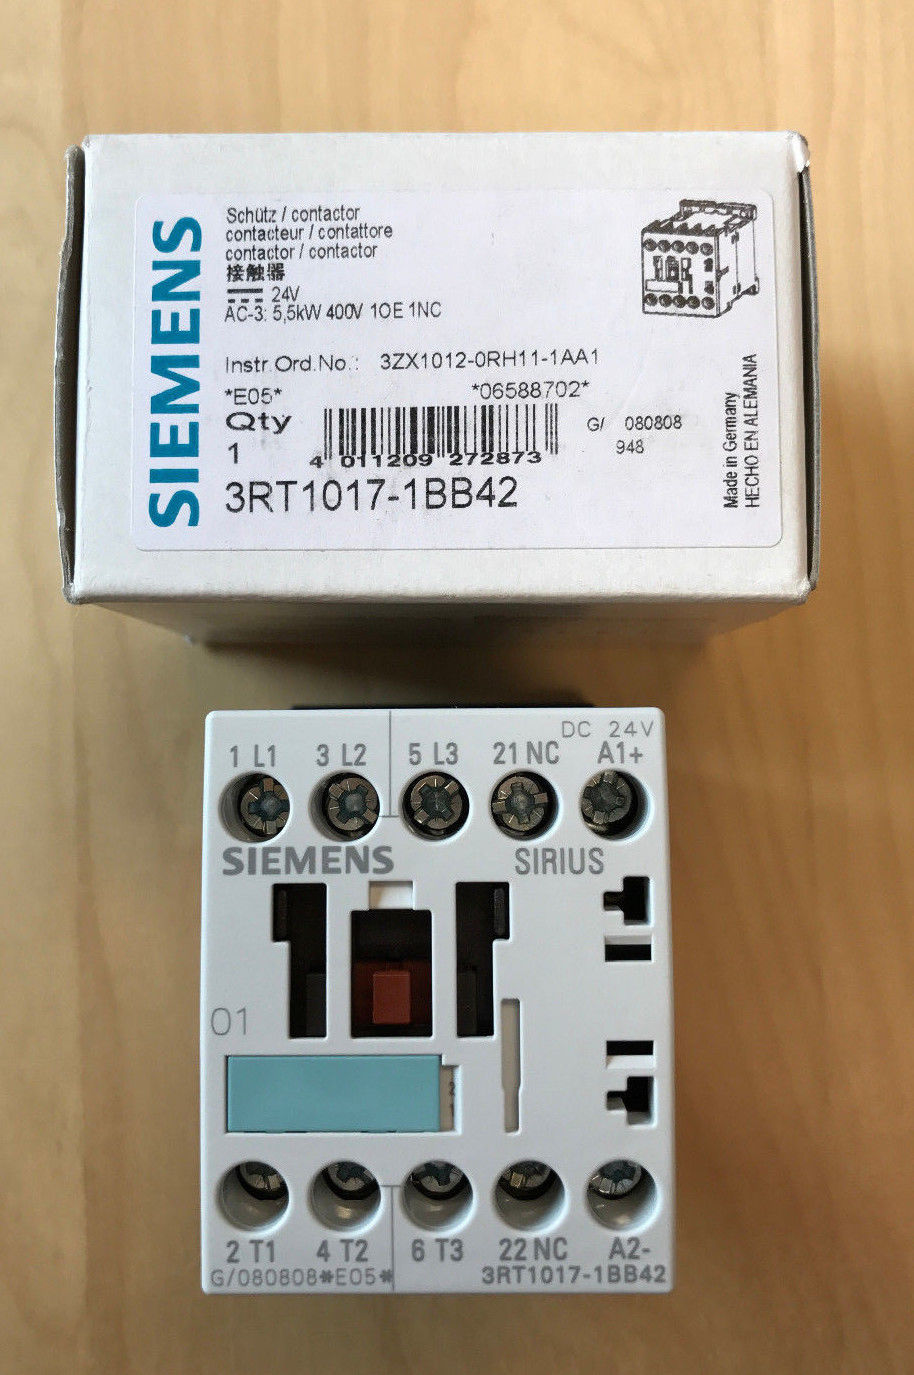 SIEMENS
Schütz / contactor
contacteur / contattore
contactor / contactor
接触器
24V
AC-3: 5,5kW 400V 1OE 1NC
Instr.Ord.No.: 3ZX1012-0RH11-1AA1
*E05* *06588702*
Qty
1
4 011209 272873
G/ 080808
948
3RT1017-1BB42
Made in Germany
HECHO EN ALEMANIA
DC 24V
1 L1 3 L2 5 L3 21 NC A1+
SIEMENS SIRIUS
01
2
1
2 T1 4 T2 6 T3 22 NC A2-
G/080808*E05* 3RT1017-1BB42